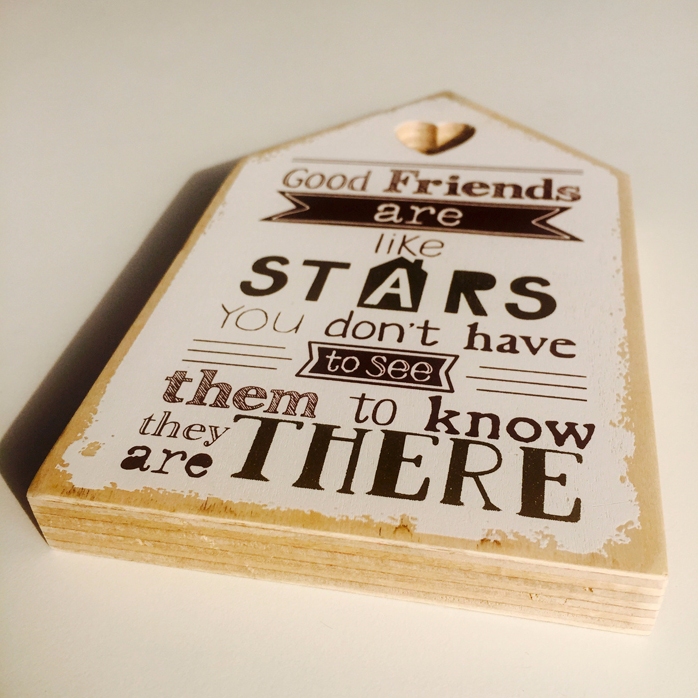 Good Friends
are
like
STARS
YOU don't have
to see
them to know
they
are THERE